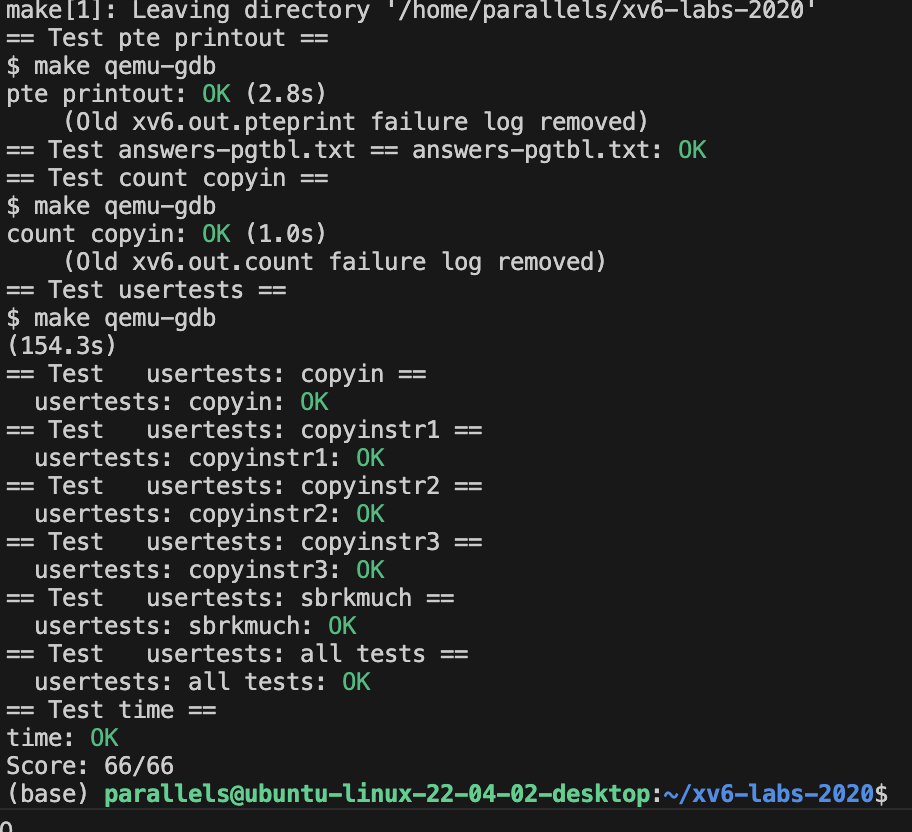 make[1]: Leaving directory '/home/parallels/xv6-labs-2020'
== Test pte printout ==
$ make qemu-gdb
pte printout: OK (2.8s)
    (Old xv6.out.pteprint failure log removed)
== Test answers-pgtbl.txt == answers-pgtbl.txt: OK
== Test count copyin ==
$ make qemu-gdb
count copyin: OK (1.0s)
    (Old xv6.out.count failure log removed)
== Test usertests ==
$ make qemu-gdb
(154.3s)
== Test   usertests: copyin ==
  usertests: copyin: OK
== Test   usertests: copyinstr1 ==
  usertests: copyinstr1: OK
== Test   usertests: copyinstr2 ==
  usertests: copyinstr2: OK
== Test   usertests: copyinstr3 ==
  usertests: copyinstr3: OK
== Test   usertests: sbrkmuch ==
  usertests: sbrkmuch: OK
== Test   usertests: all tests ==
  usertests: all tests: OK
== Test time ==
time: OK
Score: 66/66
(base) parallels@ubuntu-linux-22-04-02-desktop:~/xv6-labs-2020$